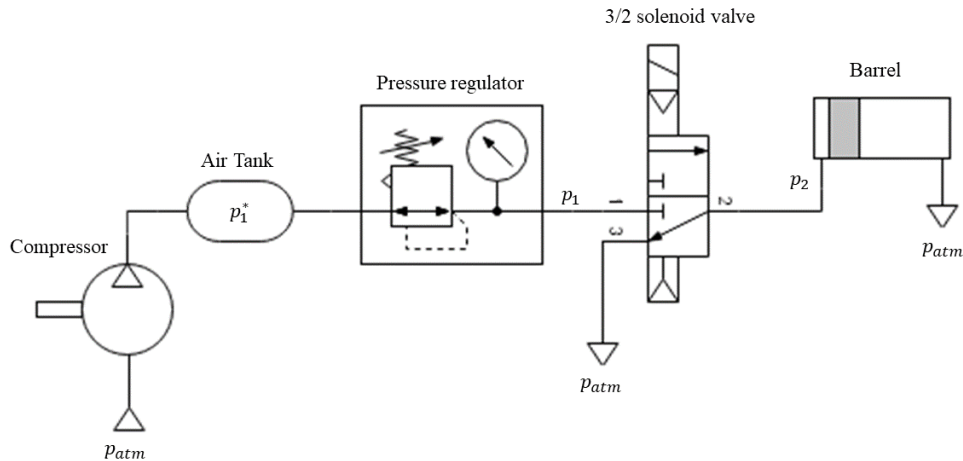 3/2 solenoid valve
Barrel
Pressure regulator
Air Tank
p₁*
Compressor
p₁
1
2
3
p₂
pₐₜₘ
pₐₜₘ
pₐₜₘ